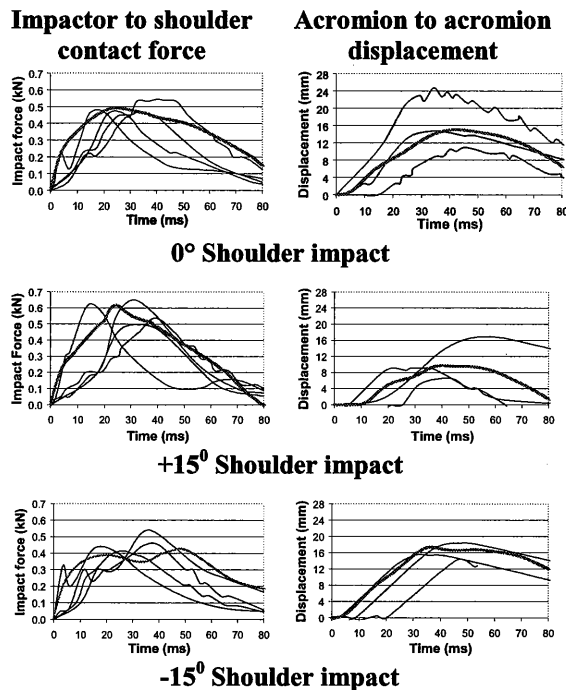 Impactor to shoulder
contact force
Acromion to acromion
displacement
Impact force (kN)
0.7
0.6
0.5
0.4
0.3
0.2
0.1
0.0
0 10 20 30 40 50 60 70 80
Time (ms)
Displacement (mm)
28
24
20
16
12
8
4
0
0 10 20 30 40 50 60 70 80
Time (ms)
0° Shoulder impact
Impact Force (kN)
0.7
0.6
0.5
0.4
0.3
0.2
0.1
0.0
0 10 20 30 40 50 60 70 80
Time (ms)
Displacement (mm)
28
24
20
16
12
8
4
0
0 10 20 30 40 50 60 70 80
Time (ms)
+15⁰ Shoulder impact
Impact force (kN)
0.7
0.6
0.5
0.4
0.3
0.2
0.1
0.0
0 10 20 30 40 50 60 70 80
Time (ms)
Displacement (mm)
28
24
20
16
12
8
4
0
0 10 20 30 40 50 60 70 80
Time (ms)
-15⁰ Shoulder impact